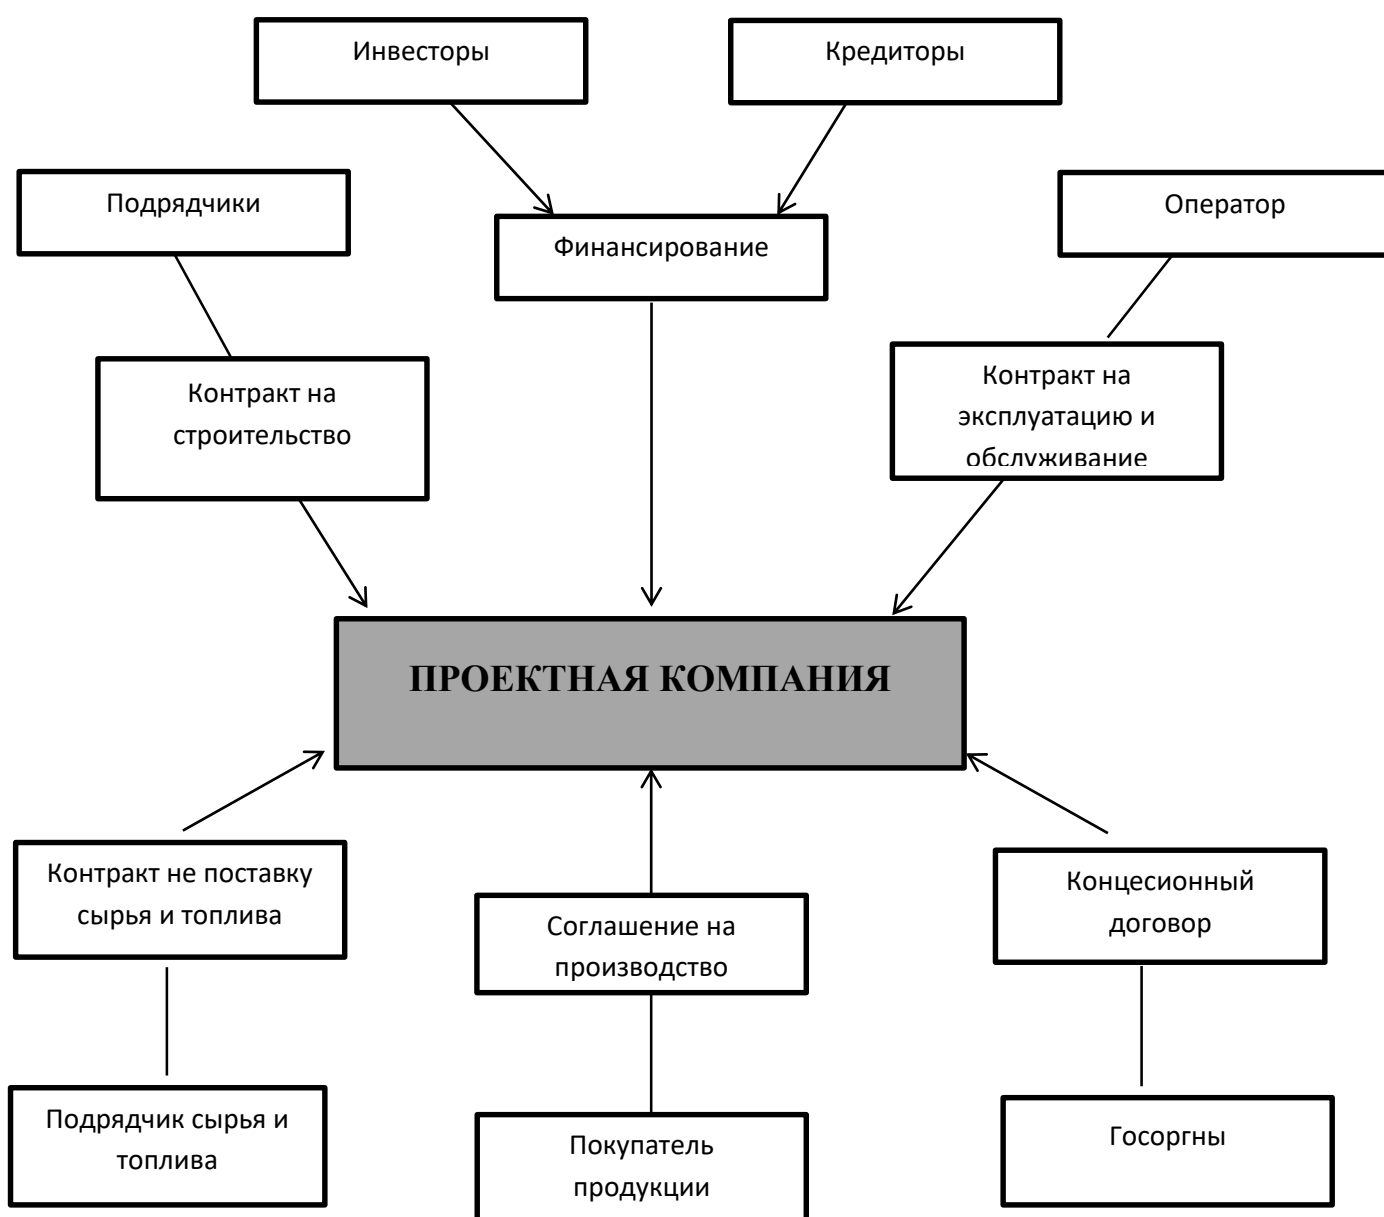 Инвесторы
Кредиторы
Подрядчики
Оператор
Финансирование
Контракт на
строительство
Контракт на
эксплуатацию и
обслуживание
ПРОЕКТНАЯ КОМПАНИЯ
Контракт не поставку
сырья и топлива
Соглашение на
производство
Концесионный
договор
Подрядчик сырья и
топлива
Покупатель
продукции
Госоргны